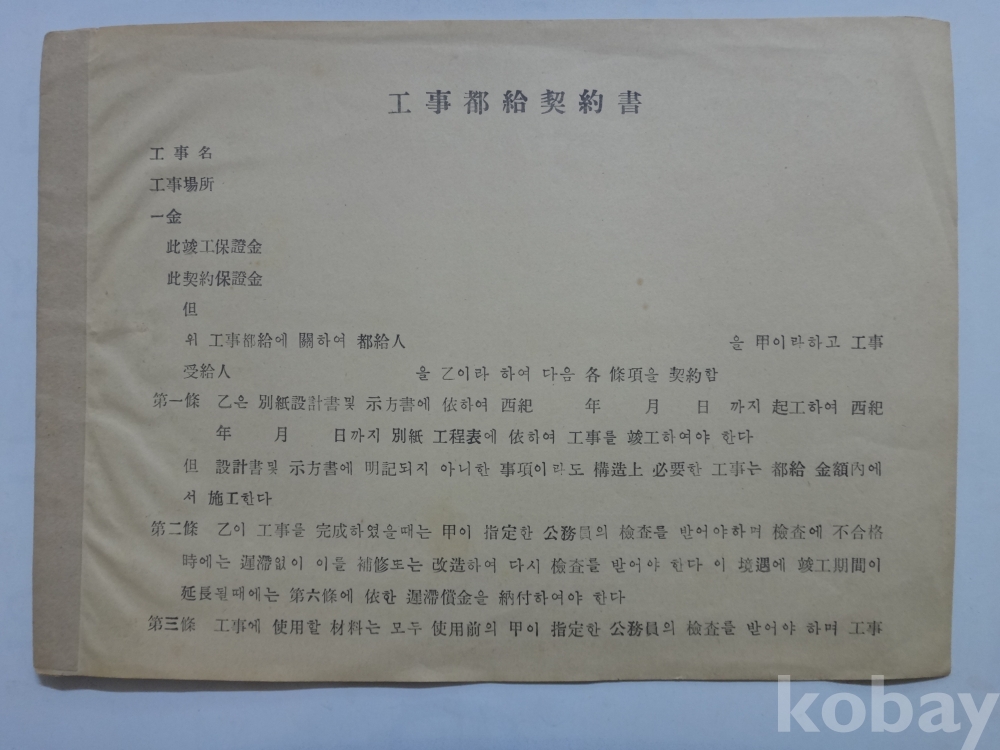 工事都給契約書
工事名
工事場所
一金
此竣工保證金
此契約保證金
但
위 工事都給에 關하여 都給人 을 甲이라하고 工事
受給人 을 乙이라 하여 다음 各 條項을 契約함
第一條 乙은 別紙設計書및 示方書에 依하여 西紀 年 月 日 까지 起工하여 西紀
年 月 日까지 別紙 工程表에 依하여 工事를 竣工하여야 한다
但 設計書및 示方書에 明記되지 아니한 事項이라도 構造上 必要한 工事는 都給 金額內에
서 施工한다
第二條 乙이 工事를 完成하였을때는 甲이 指定한 公務員의 檢査를 받어야하며 檢査에 不合格
時에는 遲滯없이 이를 補修또는 改造하여 다시 檢査를 받어야 한다 이 境遇에 竣工期間이
延長될때에는 第六條에 依한 遲滯償金을 納付하여야 한다
第三條 工事에 使用할 材料는 모두 使用前의 甲이 指定한 公務員의 檢査를 받어야 하며 工事
kobay